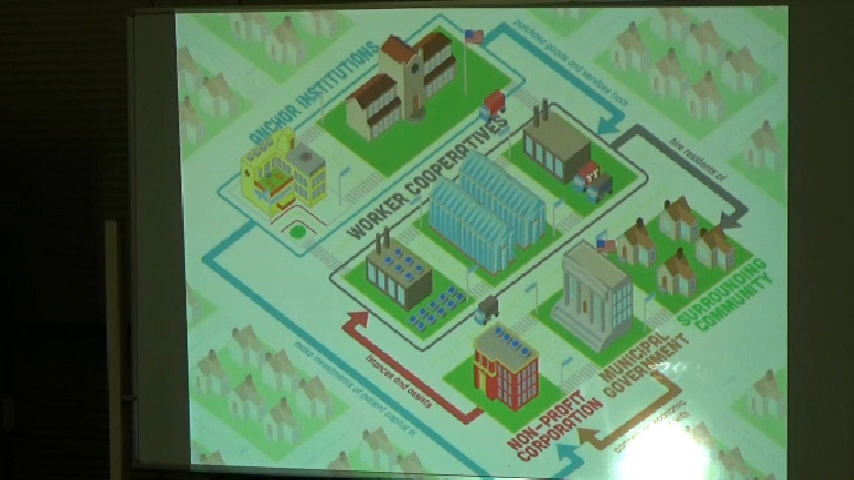 ANCHOR INSTITUTIONS
purchase goods and services from
WORKER COOPERATIVES
hire residents of
SURROUNDING
COMMUNITY
MUNICIPAL
GOVERNMENT
NON-PROFIT
CORPORATION
finances and assists
make investments of patient capital in